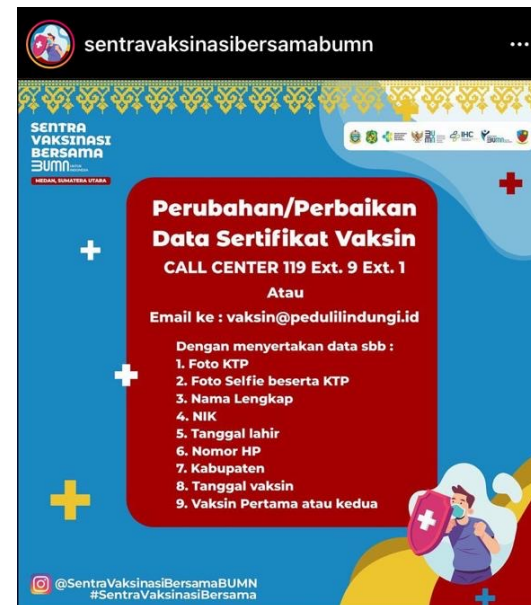 sentravaksinasibersamabumn
SENTRA
VAKSINASI
BERSAMA
BUMN UNTUK INDONESIA
MEDAN, SUMATERA UTARA
IHC
Perubahan/Perbaikan
Data Sertifikat Vaksin
CALL CENTER 119 Ext. 9 Ext. 1
Atau
Email ke : vaksin@pedulilindungi.id
Dengan menyertakan data sbb :
1. Foto KTP
2. Foto Selfie beserta KTP
3. Nama Lengkap
4. NIK
5. Tanggal lahir
6. Nomor HP
7. Kabupaten
8. Tanggal vaksin
9. Vaksin Pertama atau kedua
@SentraVaksinasiBersamaBUMN
#SentraVaksinasiBersama